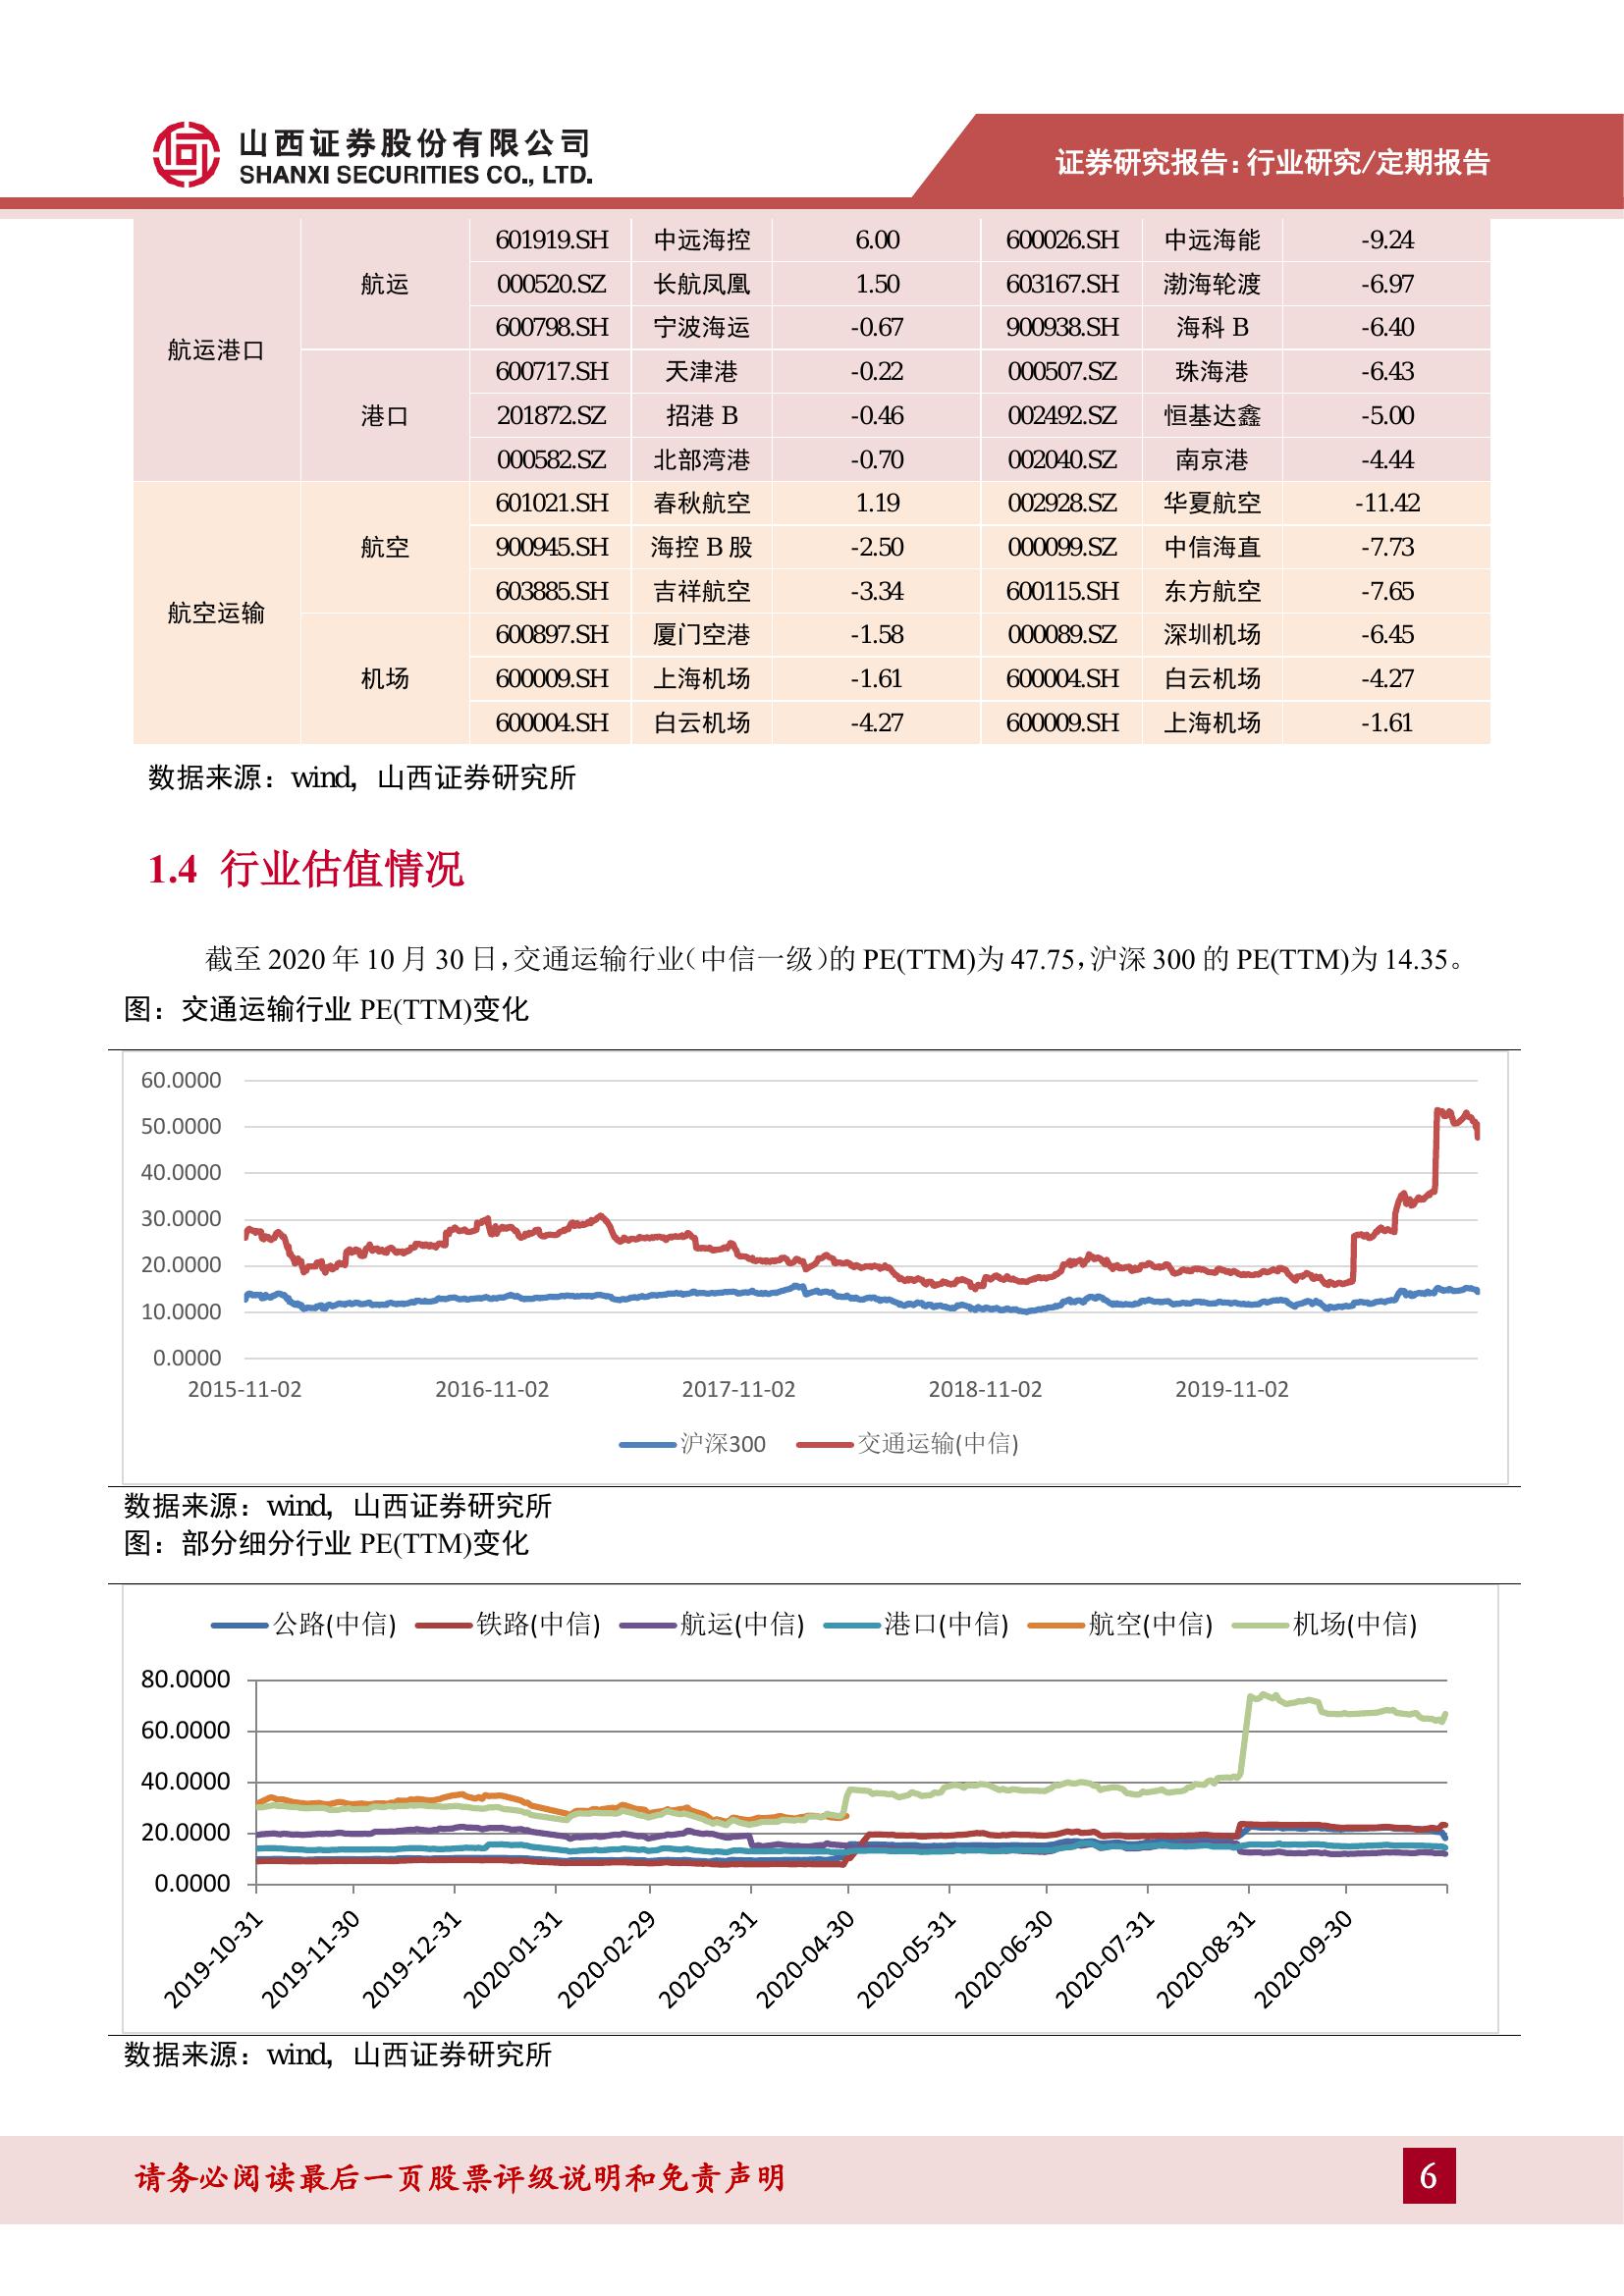 山西证券股份有限公司
SHANXI SECURITIES CO., LTD.
证券研究报告:行业研究/定期报告
601919.SH 中远海控 6.00 600026.SH 中远海能 -9.24
航运 000520.SZ 长航凤凰 1.50 603167.SH 渤海轮渡 -6.97
600798.SH 宁波海运 -0.67 900938.SH 海科 B -6.40
航运港口
600717.SH 天津港 -0.22 000507.SZ 珠海港 -6.43
港口 201872.SZ 招港 B -0.46 002492.SZ 恒基达鑫 -5.00
000582.SZ 北部湾港 -0.70 002040.SZ 南京港 -4.44
601021.SH 春秋航空 1.19 002928.SZ 华夏航空 -11.42
航空 900945.SH 海控 B 股 -2.50 000099.SZ 中信海直 -7.73
603885.SH 吉祥航空 -3.34 600115.SH 东方航空 -7.65
航空运输
600897.SH 厦门空港 -1.58 000089.SZ 深圳机场 -6.45
机场 600009.SH 上海机场 -1.61 600004.SH 白云机场 -4.27
600004.SH 白云机场 -4.27 600009.SH 上海机场 -1.61
数据来源：wind，山西证券研究所
1.4 行业估值情况
截至 2020 年 10 月 30 日，交通运输行业（中信一级）的 PE(TTM)为 47.75，沪深 300 的 PE(TTM)为 14.35。
图：交通运输行业 PE(TTM)变化
60.0000
50.0000
40.0000
30.0000
20.0000
10.0000
0.0000
2015-11-02 2016-11-02 2017-11-02 2018-11-02 2019-11-02
沪深300 交通运输(中信)
数据来源：wind，山西证券研究所
图：部分细分行业 PE(TTM)变化
公路(中信) 铁路(中信) 航运(中信) 港口(中信) 航空(中信) 机场(中信)
80.0000
60.0000
40.0000
20.0000
0.0000
2019-10-31 2019-11-30 2019-12-31 2020-01-31 2020-02-29 2020-03-31 2020-04-30 2020-05-31 2020-06-30 2020-07-31 2020-08-31 2020-09-30
数据来源：wind，山西证券研究所
请务必阅读最后一页股票评级说明和免责声明
6